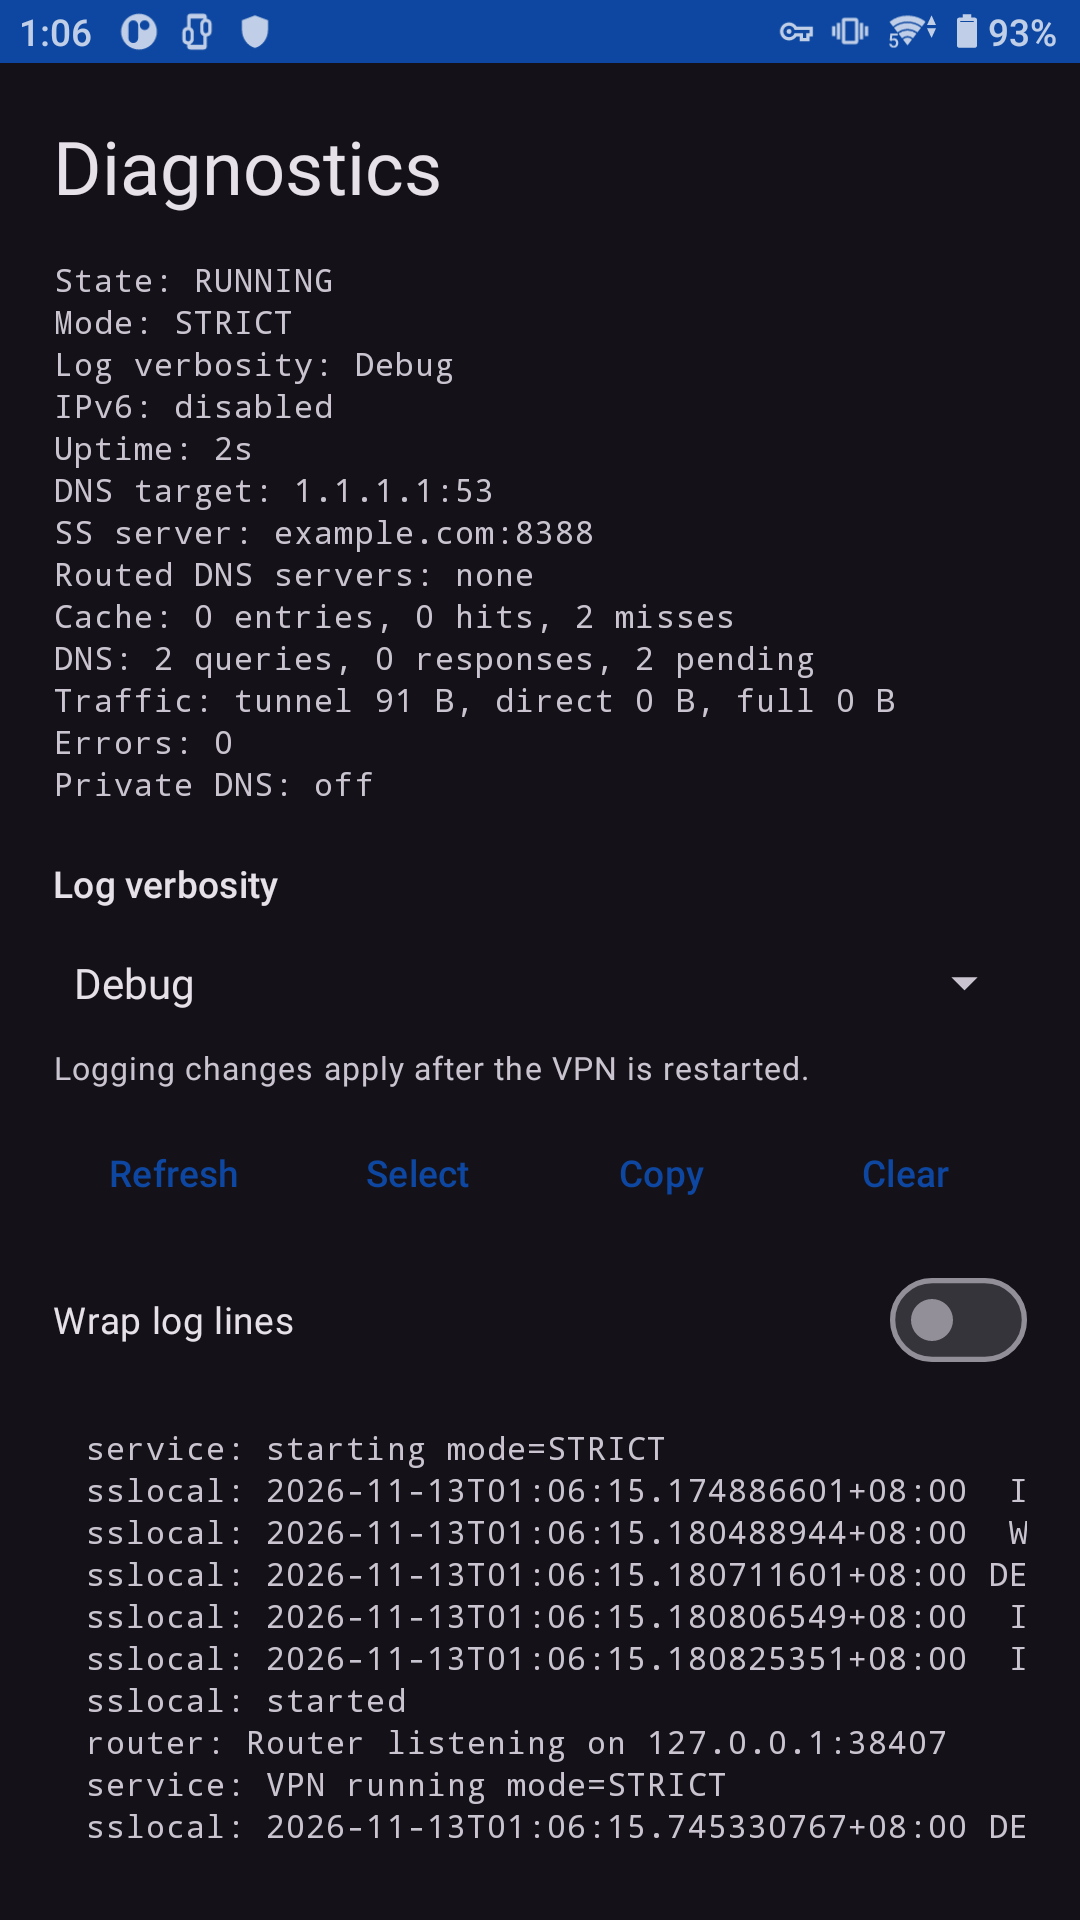 1:06
5
93%
Diagnostics
State: RUNNING
Mode: STRICT
Log verbosity: Debug
IPv6: disabled
Uptime: 2s
DNS target: 1.1.1.1:53
SS server: example.com:8388
Routed DNS servers: none
Cache: 0 entries, 0 hits, 2 misses
DNS: 2 queries, 0 responses, 2 pending
Traffic: tunnel 91 B, direct 0 B, full 0 B
Errors: 0
Private DNS: off
Log verbosity
Debug
Logging changes apply after the VPN is restarted.
Refresh Select Copy Clear
Wrap log lines
service: starting mode=STRICT
sslocal: 2026-11-13T01:06:15.174886601+08:00  I
sslocal: 2026-11-13T01:06:15.180488944+08:00  W
sslocal: 2026-11-13T01:06:15.180711601+08:00 DE
sslocal: 2026-11-13T01:06:15.180806549+08:00  I
sslocal: 2026-11-13T01:06:15.180825351+08:00  I
sslocal: started
router: Router listening on 127.0.0.1:38407
service: VPN running mode=STRICT
sslocal: 2026-11-13T01:06:15.745330767+08:00 DE